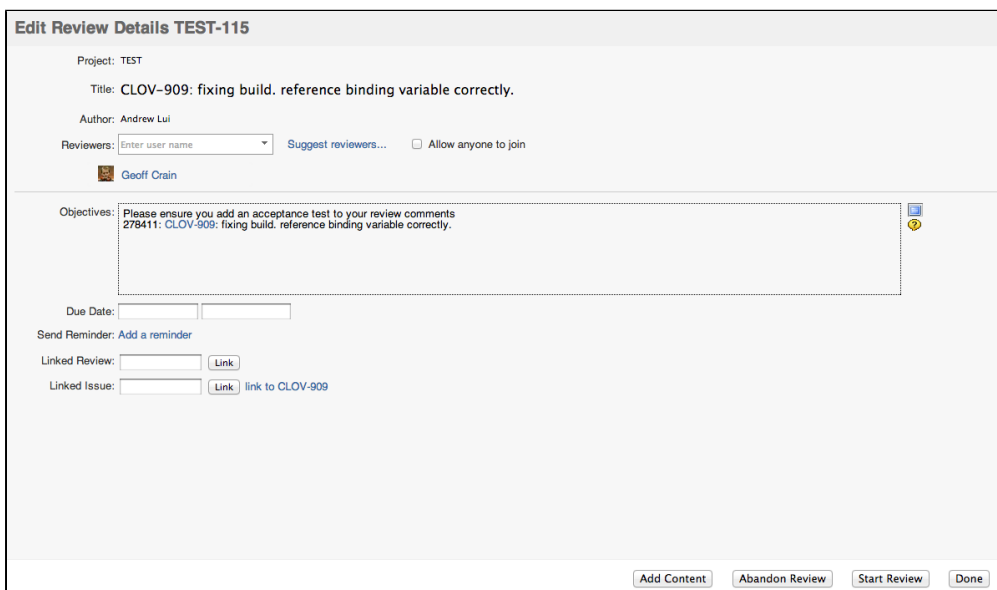 Edit Review Details TEST-115
Project: TEST
Title: CLOV-909: fixing build. reference binding variable correctly.
Author: Andrew Lui
Reviewers: Enter user name Suggest reviewers... Allow anyone to join
Geoff Crain
Objectives: Please ensure you add an acceptance test to your review comments
278411: CLOV-909: fixing build. reference binding variable correctly.
Due Date:
Send Reminder: Add a reminder
Linked Review: Link
Linked Issue: Link link to CLOV-909
Add Content Abandon Review Start Review Done